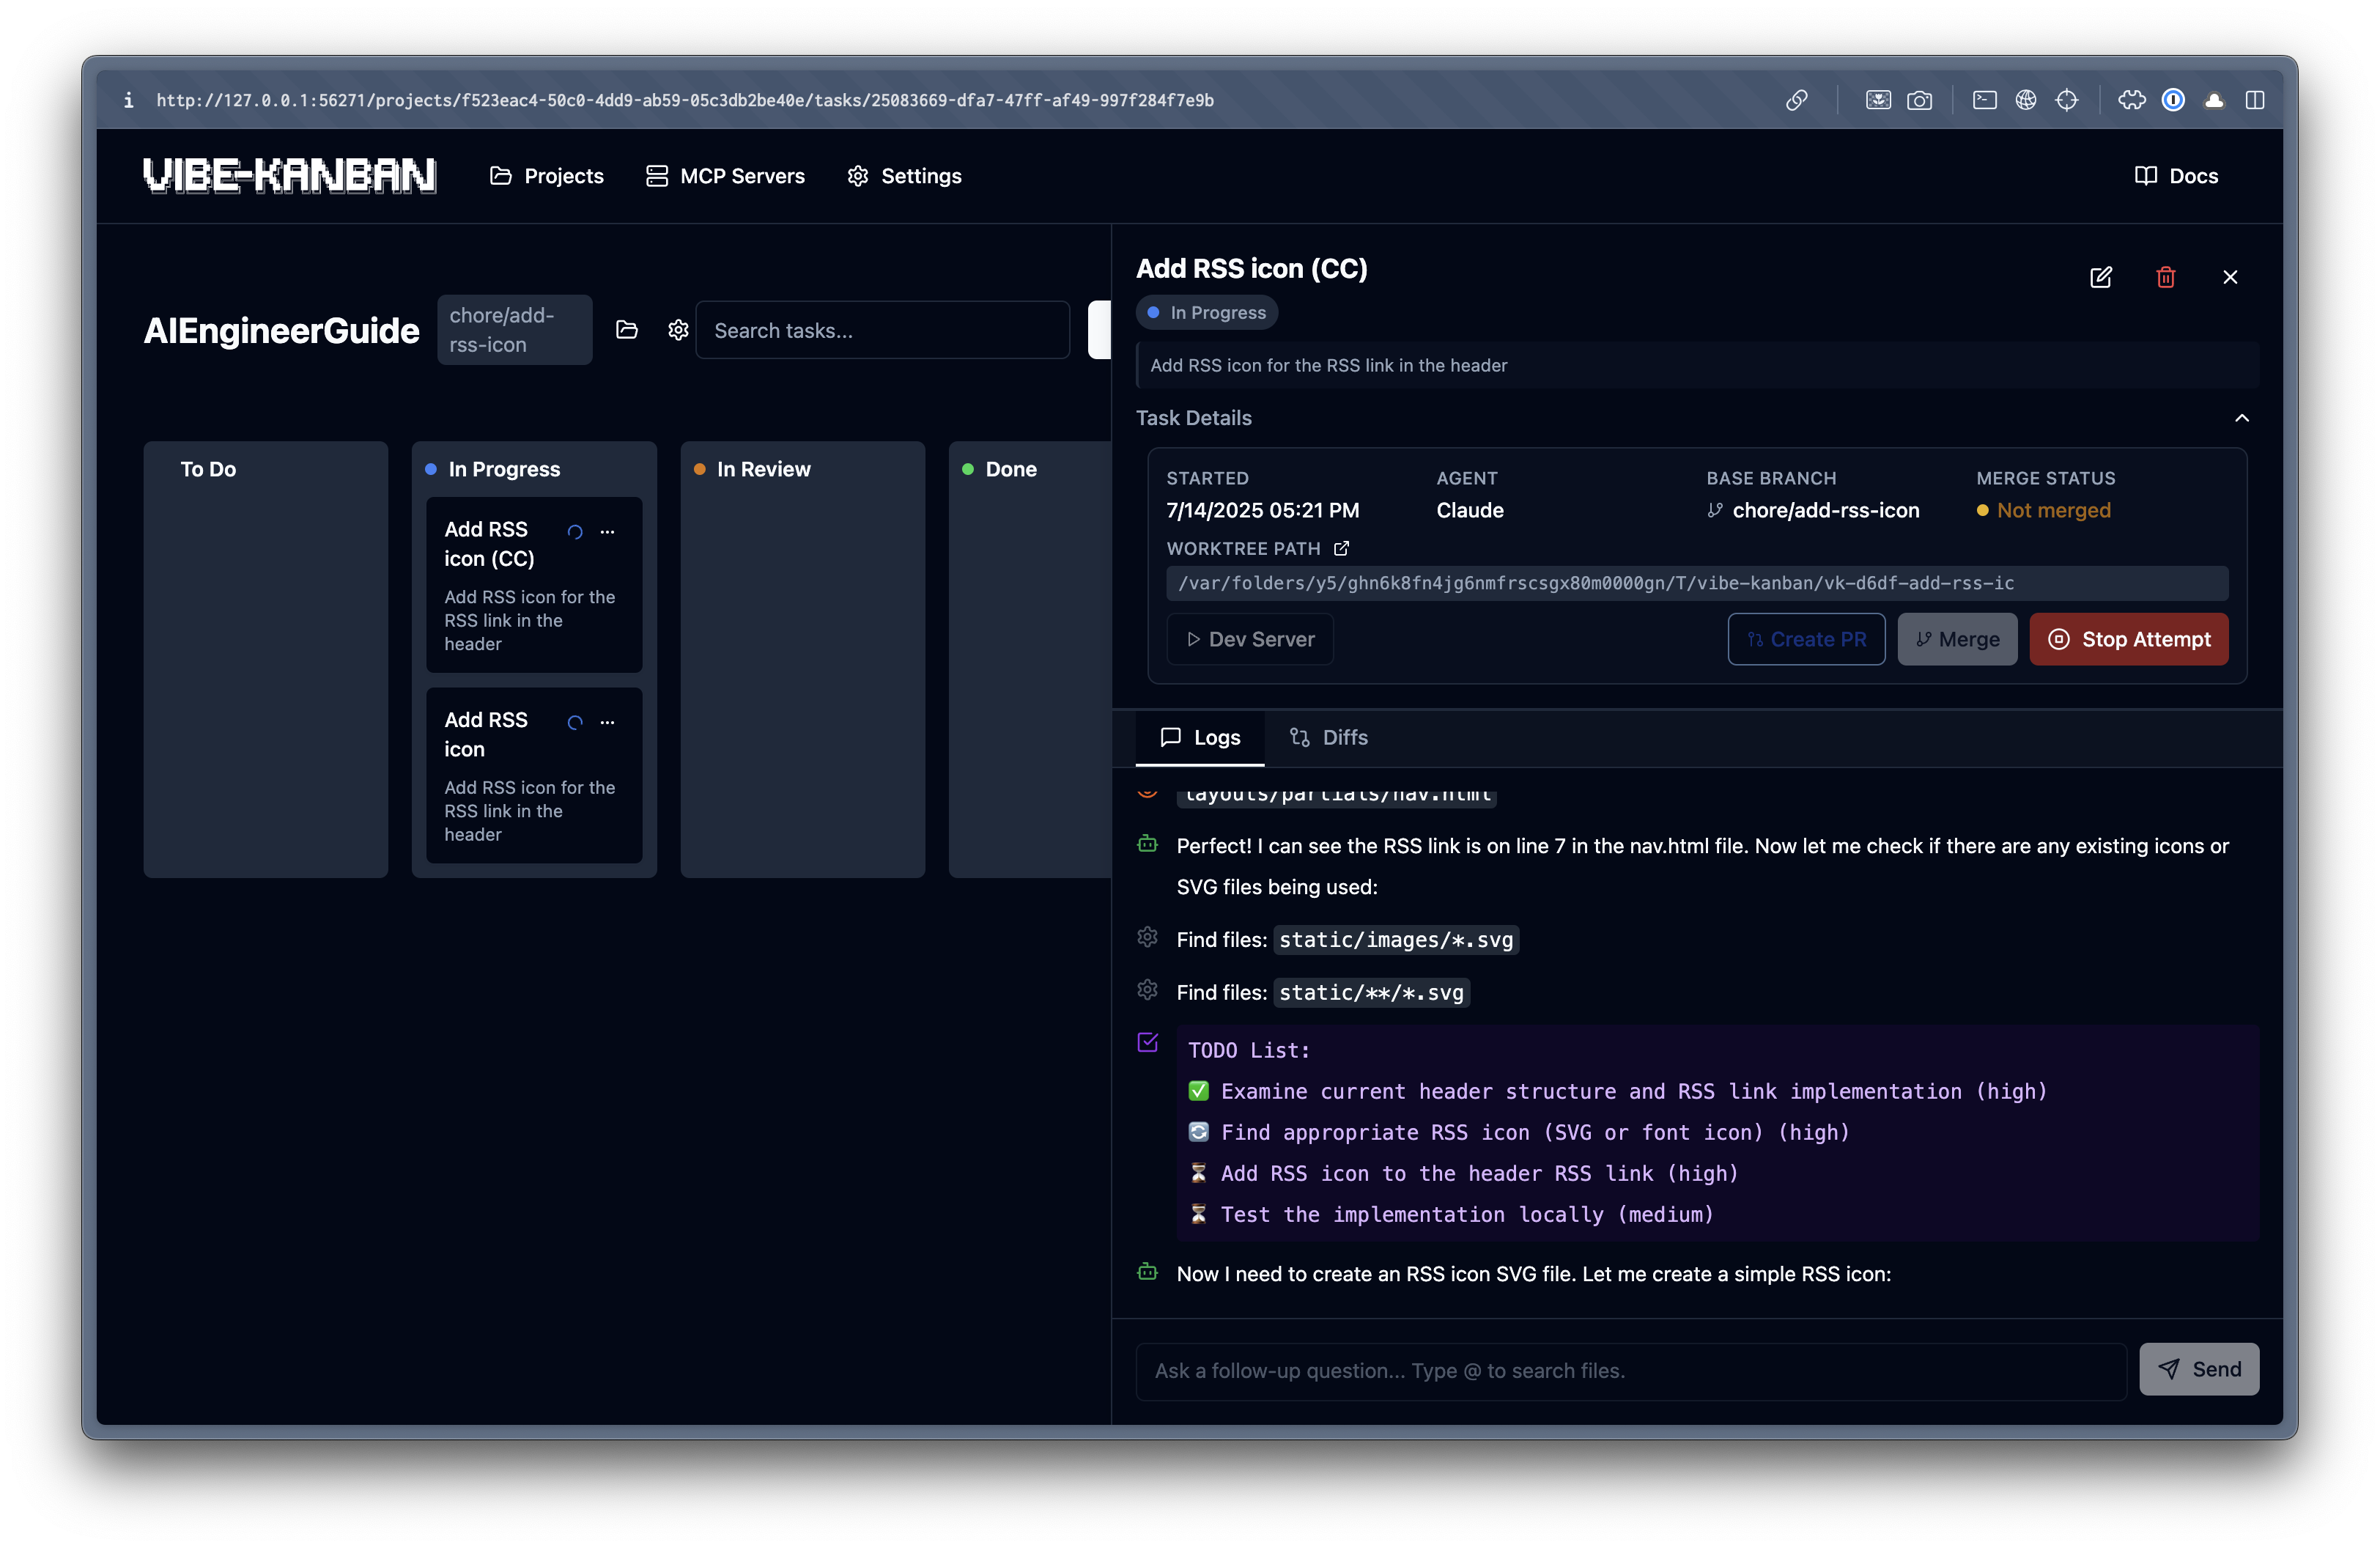 http://127.0.0.1:56271/projects/f523eac4-50c0-4dd9-ab59-05c3db2be40e/tasks/25083669-dfa7-47ff-af49-997f284f7e9b
VIBE-KANBAN
Projects
MCP Servers
Settings
Docs
AIEngineerGuide
chore/add-
rss-icon
Search tasks...
To Do
In Progress
Add RSS
icon (CC)
Add RSS icon for the
RSS link in the
header
Add RSS
icon
Add RSS icon for the
RSS link in the
header
In Review
Done
Add RSS icon (CC)
In Progress
Add RSS icon for the RSS link in the header
Task Details
STARTED
7/14/2025 05:21 PM
AGENT
Claude
BASE BRANCH
chore/add-rss-icon
MERGE STATUS
Not merged
WORKTREE PATH
/var/folders/y5/ghn6k8fn4jg6nmfrscsgx80m0000gn/T/vibe-kanban/vk-d6df-add-rss-ic
Dev Server
Create PR
Merge
Stop Attempt
Logs
Diffs
layouts/partials/nav.html
Perfect! I can see the RSS link is on line 7 in the nav.html file. Now let me check if there are any existing icons or
SVG files being used:
Find files: static/images/*.svg
Find files: static/**/*.svg
TODO List:
✅ Examine current header structure and RSS link implementation (high)
🔄 Find appropriate RSS icon (SVG or font icon) (high)
⏳ Add RSS icon to the header RSS link (high)
⏳ Test the implementation locally (medium)
Now I need to create an RSS icon SVG file. Let me create a simple RSS icon:
Ask a follow-up question... Type @ to search files.
Send